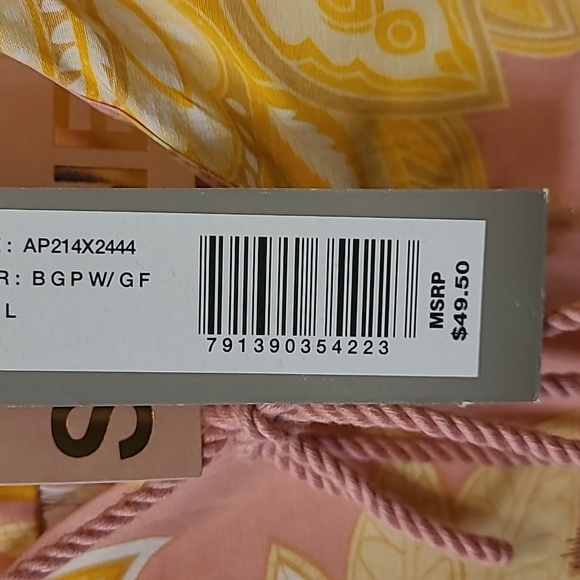 : AP214X2444
R: BGPW/GF
L
791390354223
MSRP
$49.50
S